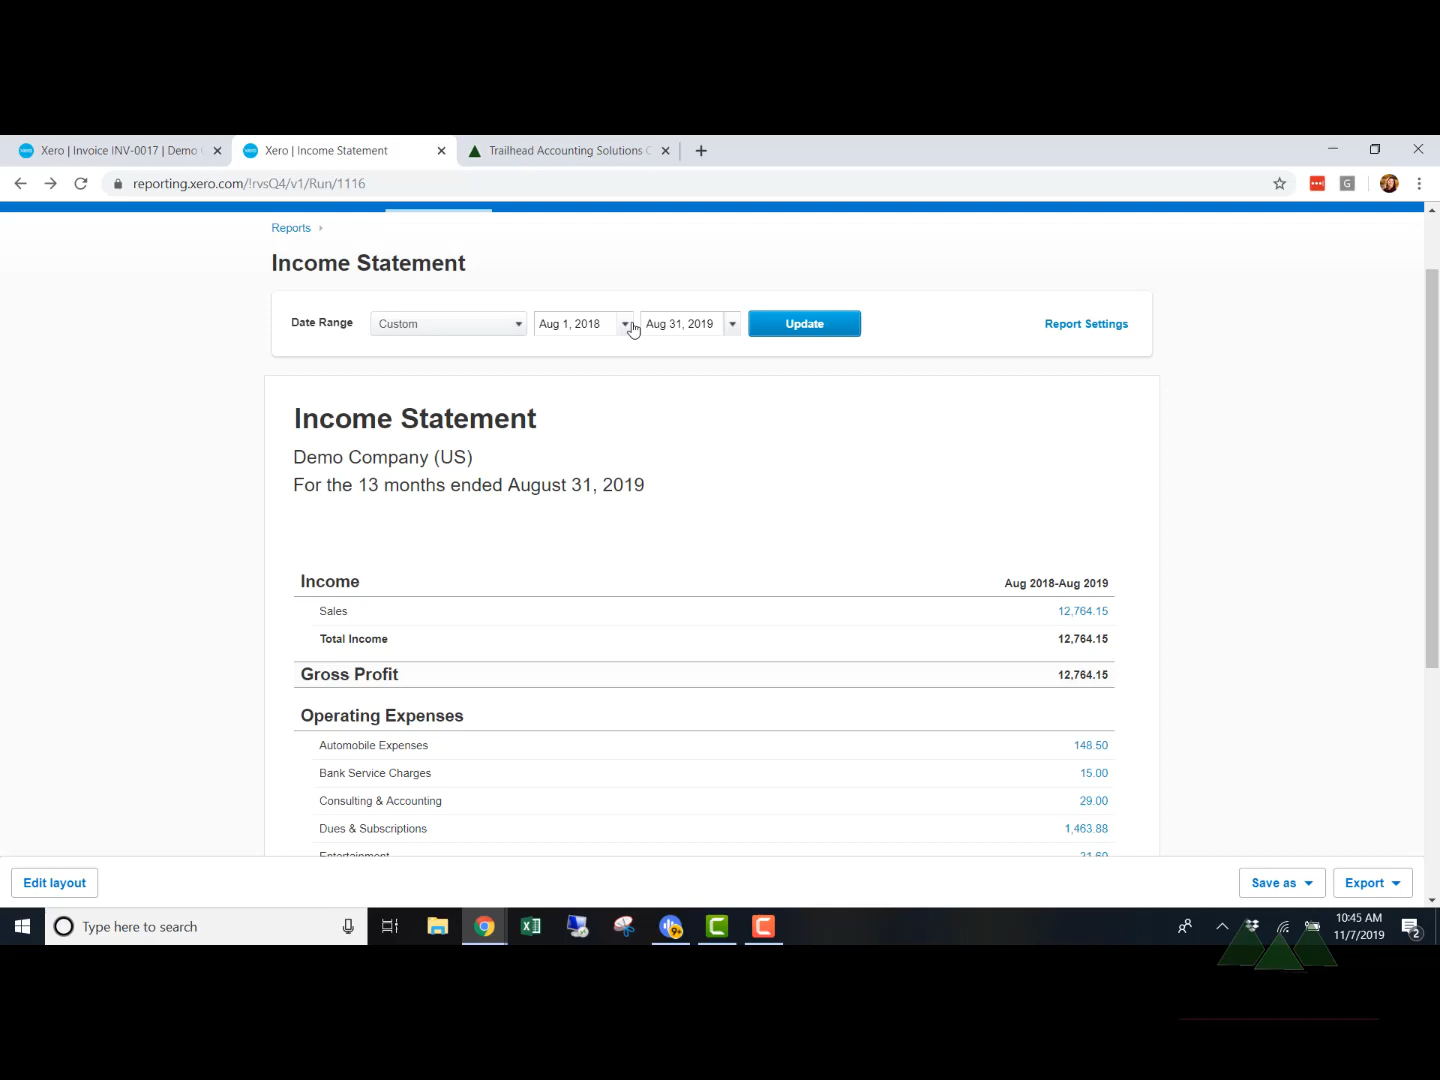 Xero | Invoice INV-0017 | Demo
Xero | Income Statement
Trailhead Accounting Solutions C
reporting.xero.com/!rvsQ4/v1/Run/1116
G
Reports
Income Statement
Date Range
Custom
Aug 1, 2018
Aug 31, 2019
Update
Report Settings
Income Statement
Demo Company (US)
For the 13 months ended August 31, 2019
Income Aug 2018-Aug 2019
Sales 12,764.15
Total Income 12,764.15
Gross Profit 12,764.15
Operating Expenses
Automobile Expenses 148.50
Bank Service Charges 15.00
Consulting & Accounting 29.00
Dues & Subscriptions 1,463.88
Entertainment 31.60
Edit layout
Save as
Export
Type here to search
9+
10:45 AM
11/7/2019
2